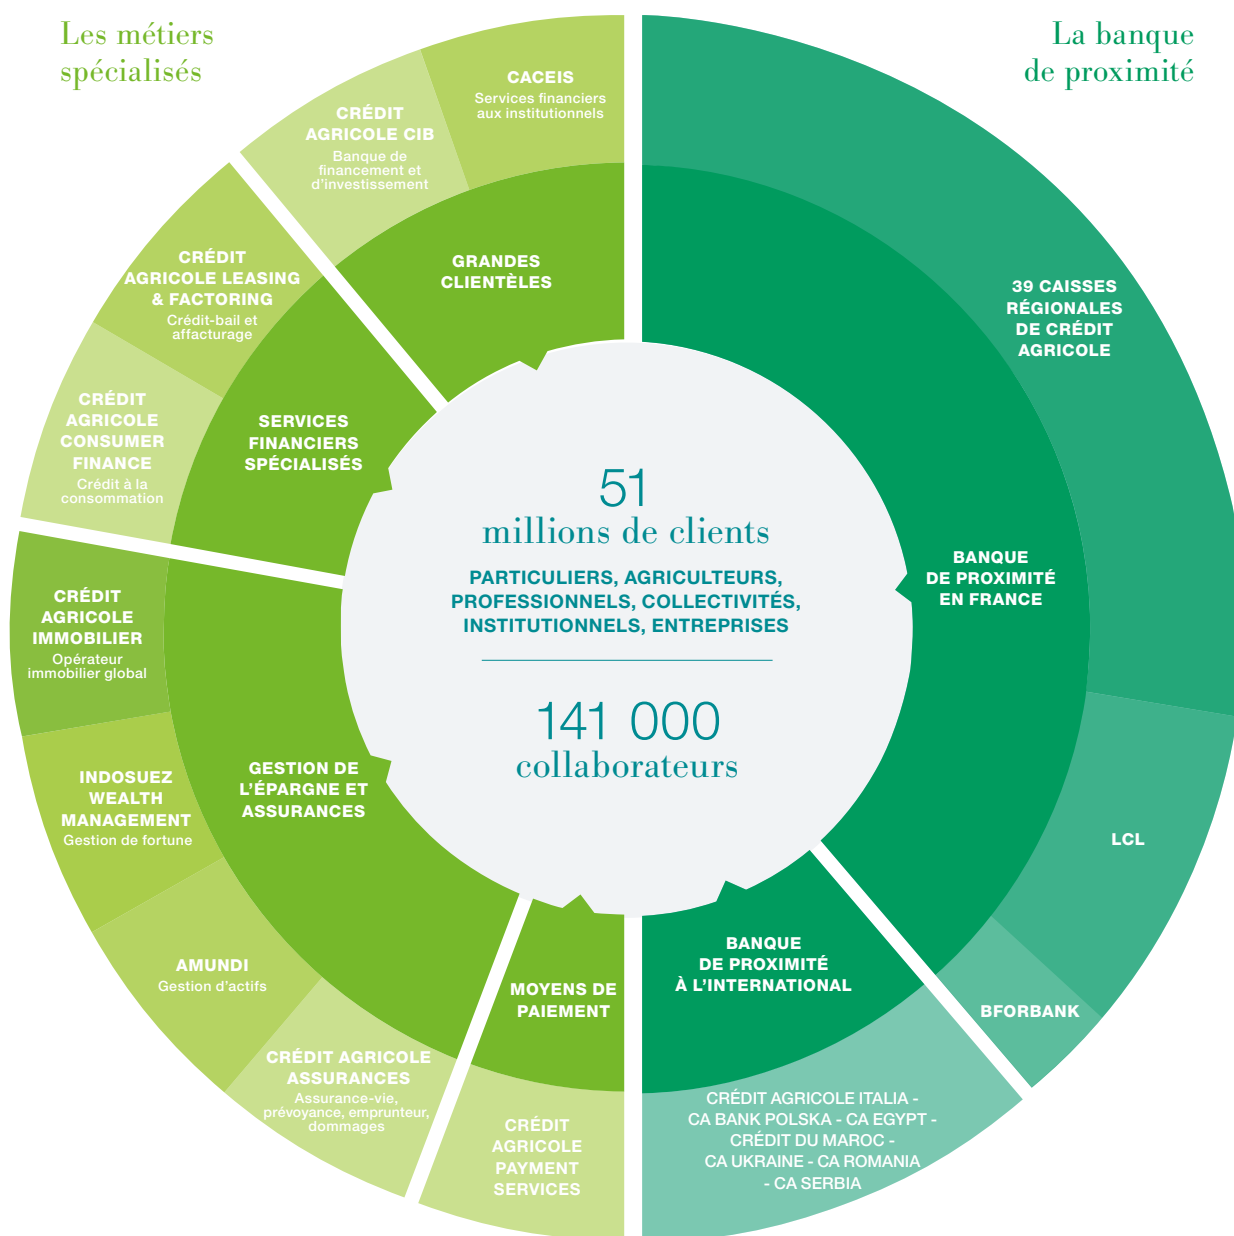 Les métiers
spécialisés
La banque
de proximité
CACEIS
Services financiers
aux institutionnels
CRÉDIT
AGRICOLE CIB
Banque de
financement et
d'investissement
GRANDES
CLIENTÈLES
CRÉDIT
AGRICOLE LEASING
& FACTORING
Crédit-bail et
affacturage
CRÉDIT
AGRICOLE
CONSUMER
FINANCE
Crédit à la
consommation
SERVICES
FINANCIERS
SPÉCIALISÉS
39 CAISSES
RÉGIONALES
DE CRÉDIT
AGRICOLE
BANQUE
DE PROXIMITÉ
EN FRANCE
51
millions de clients
PARTICULIERS, AGRICULTEURS,
PROFESSIONNELS, COLLECTIVITÉS,
INSTITUTIONNELS, ENTREPRISES
141 000
collaborateurs
CRÉDIT
AGRICOLE
IMMOBILIER
Opérateur
immobilier global
INDOSUEZ
WEALTH
MANAGEMENT
Gestion de fortune
GESTION DE
L'ÉPARGNE ET
ASSURANCES
AMUNDI
Gestion d'actifs
CRÉDIT AGRICOLE
ASSURANCES
Assurance-vie,
prévoyance, emprunteur,
dommages
MOYENS DE
PAIEMENT
CRÉDIT
AGRICOLE
PAYMENT
SERVICES
LCL
BFORBANK
BANQUE
DE PROXIMITÉ
À L'INTERNATIONAL
CRÉDIT AGRICOLE ITALIA -
CA BANK POLSKA - CA EGYPT -
CRÉDIT DU MAROC -
CA UKRAINE - CA ROMANIA
- CA SERBIA